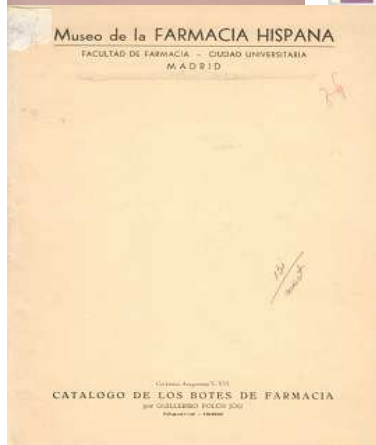 Museo de la FARMACIA HISPANA
FACULTAD DE FARMACIA - CIUDAD UNIVERSITARIA
MADRID
CATALOGO DE LOS BOTES DE FARMACIA
por GUILLERMO FOLCH JOU